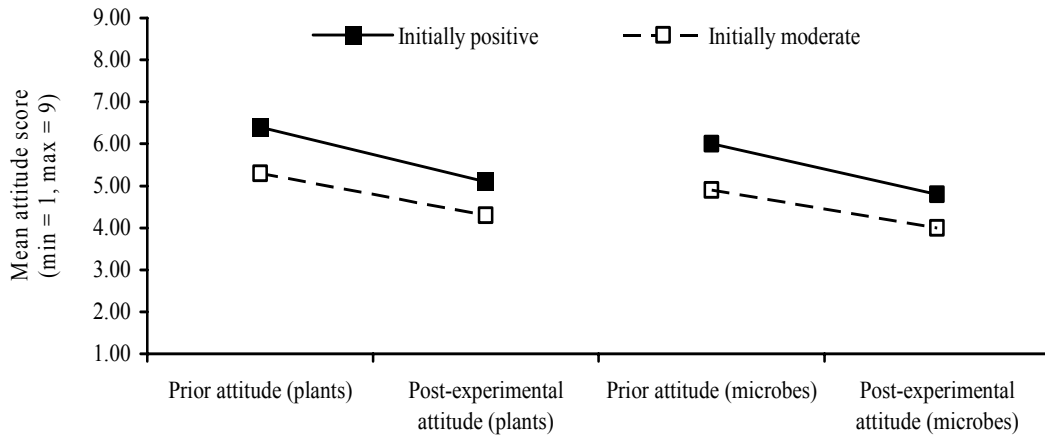 9.00
8.00
7.00
6.00
5.00
4.00
3.00
2.00
1.00
Mean attitude score
(min = 1, max = 9)
Initially positive
Initially moderate
Prior attitude (plants)
Post-experimental
attitude (plants)
Prior attitude (microbes)
Post-experimental
attitude (microbes)